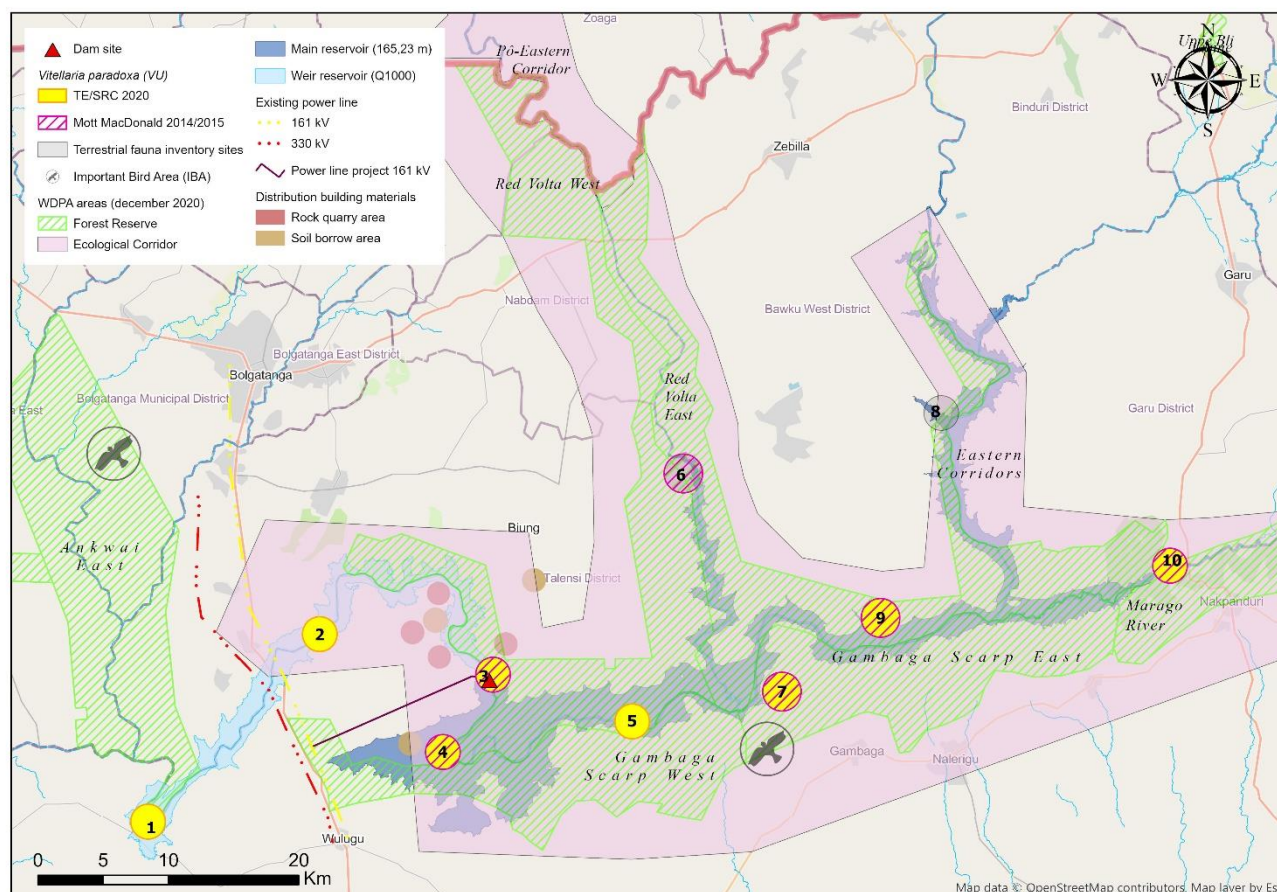 Dam site
Vitellaria paradoxa (VU)
TE/SRC 2020
Mott MacDonald 2014/2015
Terrestrial fauna inventory sites
Important Bird Area (IBA)
WDPA areas (december 2020)
Forest Reserve
Ecological Corridor
Main reservoir (165,23 m)
Weir reservoir (Q1000)
Existing power line
161 kV
330 kV
Power line project 161 kV
Distribution building materials
Rock quarry area
Soil borrow area
Zoaga
Pô-Eastern
Corridor
N
W E
S
Binduri District
Zebilla
Red Volta West
Garu
Nabdam District
Bawku West District
Bolgatanga East District
Bolgatanga
Bolgatanga Municipal District
East
Red
Volta
East
8
Garu District
Eastern
Corridors
6
Biung
Ankwai
East
Talensi District
10
Nakpanduri
Marago
River
9
2
Gambaga Scarp East
3
7
5
4
Gambaga
Scarp West
Gambaga
Nalerigu
1
Wulugu
0 5 10 20
Km
Map data © OpenStreetMap contributors, Map layer by Es